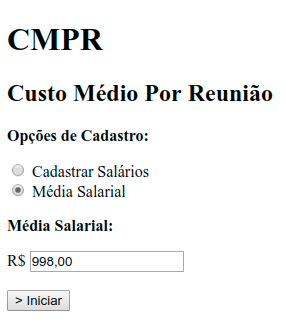 CMPR
Custo Médio Por Reunião
Opções de Cadastro:
Cadastrar Salários
Média Salarial
Média Salarial:
R$ 998,00
> Iniciar